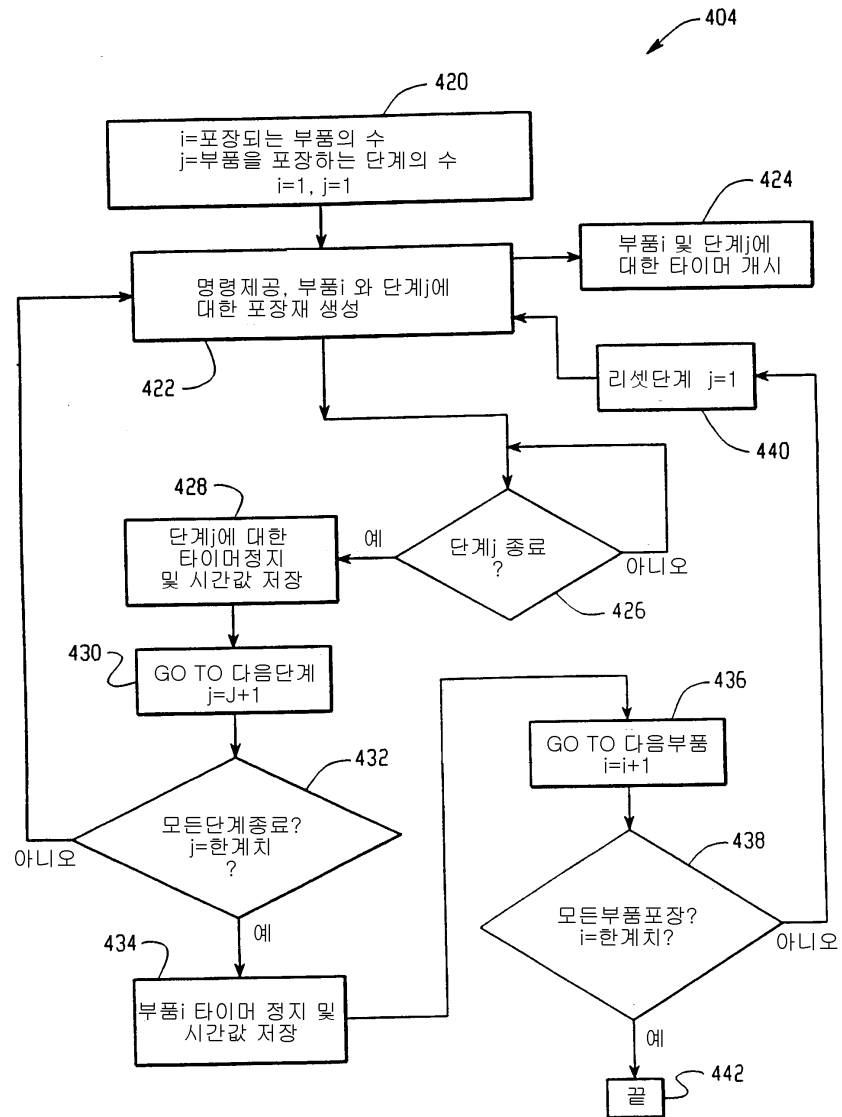 404
420
i=포장되는 부품의 수
j=부품을 포장하는 단계의 수
i=1, j=1
424
부품i 및 단계j에
대한 타이머 개시
명령제공, 부품i 와 단계j에
대한 포장재 생성
422
리셋단계 j=1
440
428
단계j에 대한
타이머정지
및 시간값 저장
예
단계j 종료
?
아니오
426
430
GO TO 다음단계
j=J+1
436
GO TO 다음부품
i=i+1
432
모든단계종료?
j=한계치
?
아니오
예
438
모든부품포장?
i=한계치?
아니오
434
부품i 타이머 정지 및
시간값 저장
예
끝
442